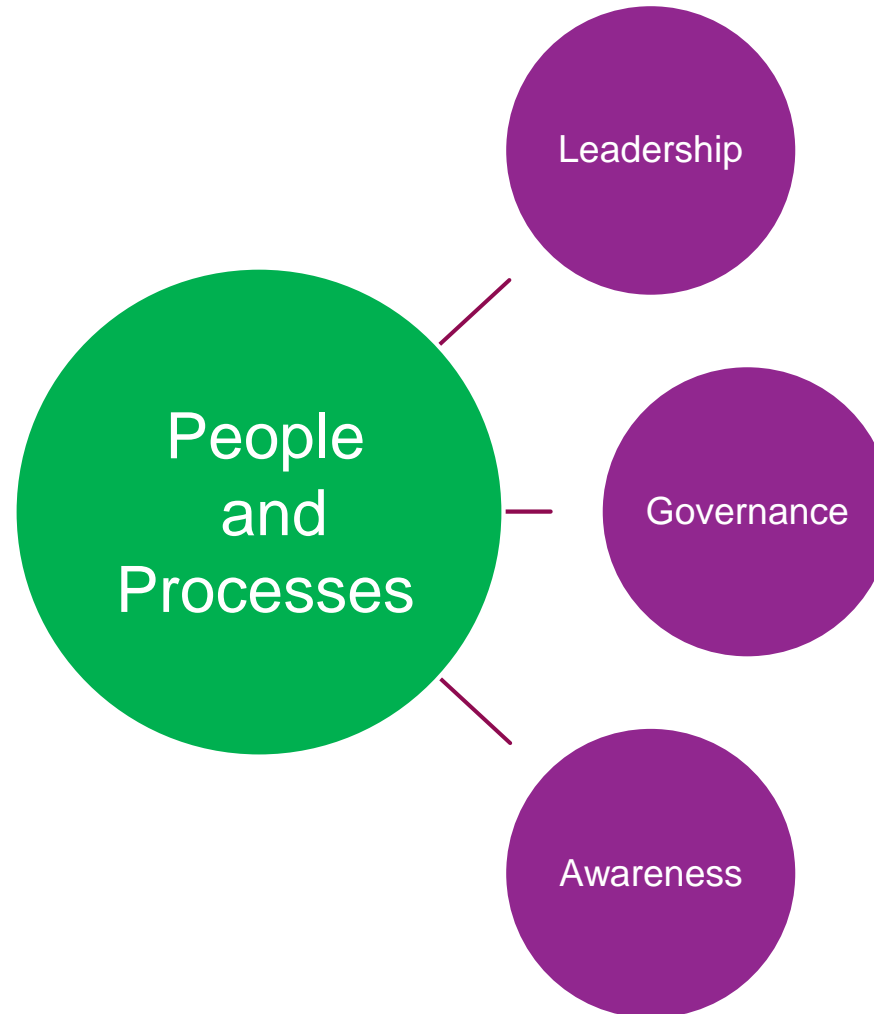 Leadership
People
and
Processes
Governance
Awareness